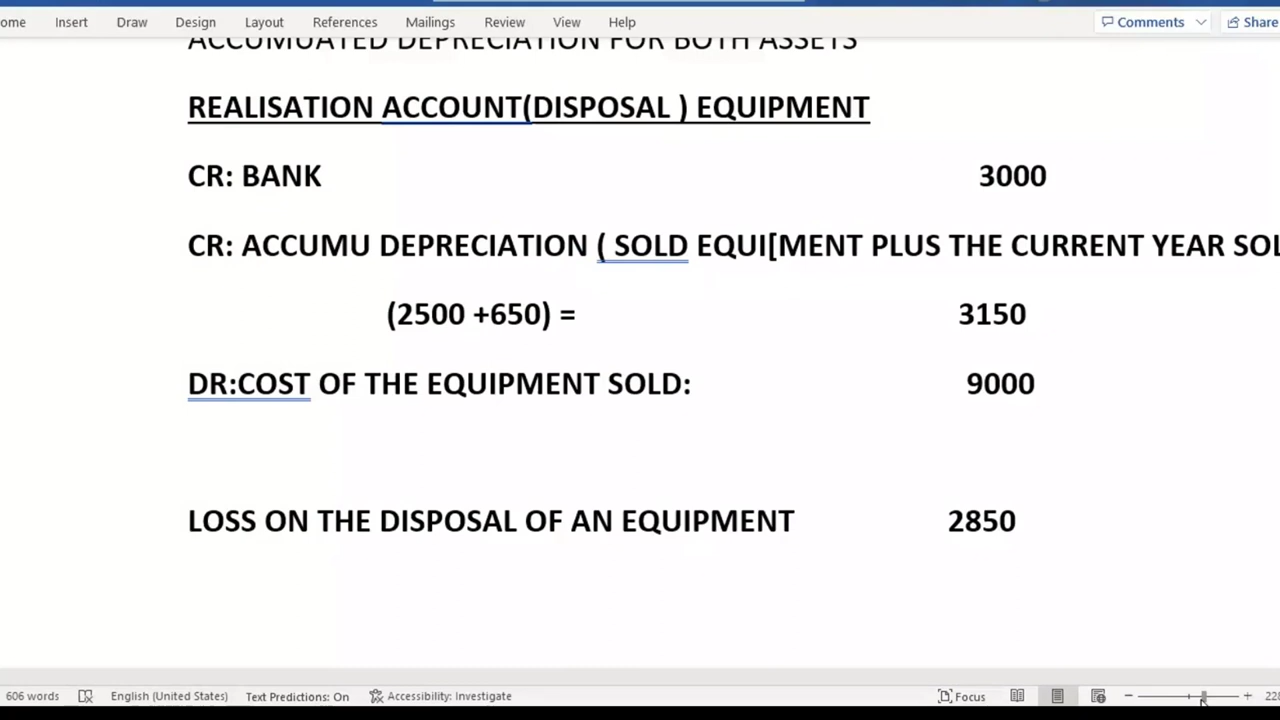 ome Insert Draw Design Layout References Mailings Review View Help Comments Share
ACCUMUATED DEPRECIATION FOR BOTH ASSETS
REALISATION ACCOUNT(DISPOSAL ) EQUIPMENT
CR: BANK 3000
CR: ACCUMU DEPRECIATION ( SOLD EQUI[MENT PLUS THE CURRENT YEAR SOL
(2500 +650) = 3150
DR:COST OF THE EQUIPMENT SOLD: 9000
LOSS ON THE DISPOSAL OF AN EQUIPMENT 2850
606 words English (United States) Text Predictions: On Accessibility: Investigate Focus